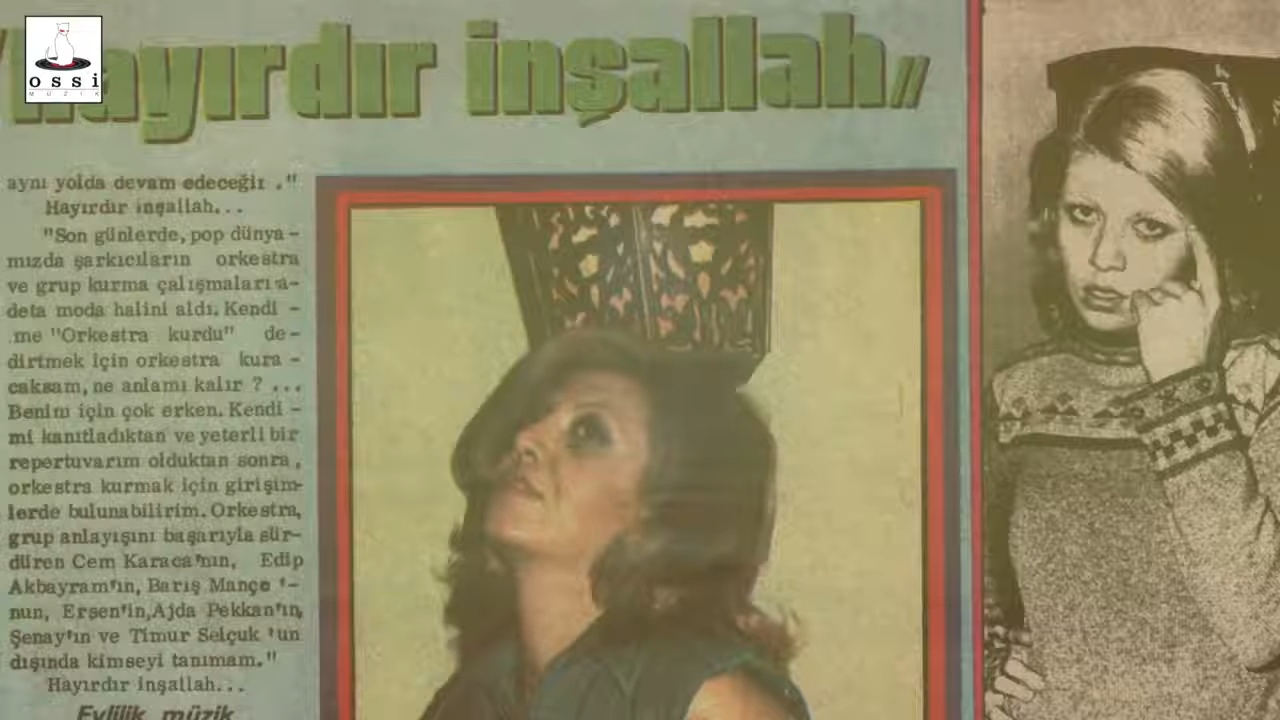 ossi
MÜZİK
"Hayırdır inşallah"
aynı yolda devam edeceğiz ."
Hayırdır inşallah...
"Son günlerde, pop dünya -
mızda şarkıcıların orkestra
ve grup kurma çalışmaları a-
deta moda halini aldı. Kendi -
me "Orkestra kurdu" de-
dirtmek için orkestra kura -
caksam, ne anlamı kalır ? ...
Benim için çok erken. Kendi -
mi kanıtladıktan ve yeterli bir
repertuvarım olduktan sonra,
orkestra kurmak için girişim-
lerde bulunabilirim. Orkestra,
grup anlayışını başarıyla sür-
düren Cem Karaca'nın, Edip
Akbayram'ın, Barış Manço '-
nun, Ersen'in, Ajda Pekkan'ın,
Şenay'ın ve Timur Selçuk 'un
dışında kimseyi tanımam."
Hayırdır inşallah...
Evlilik müzik